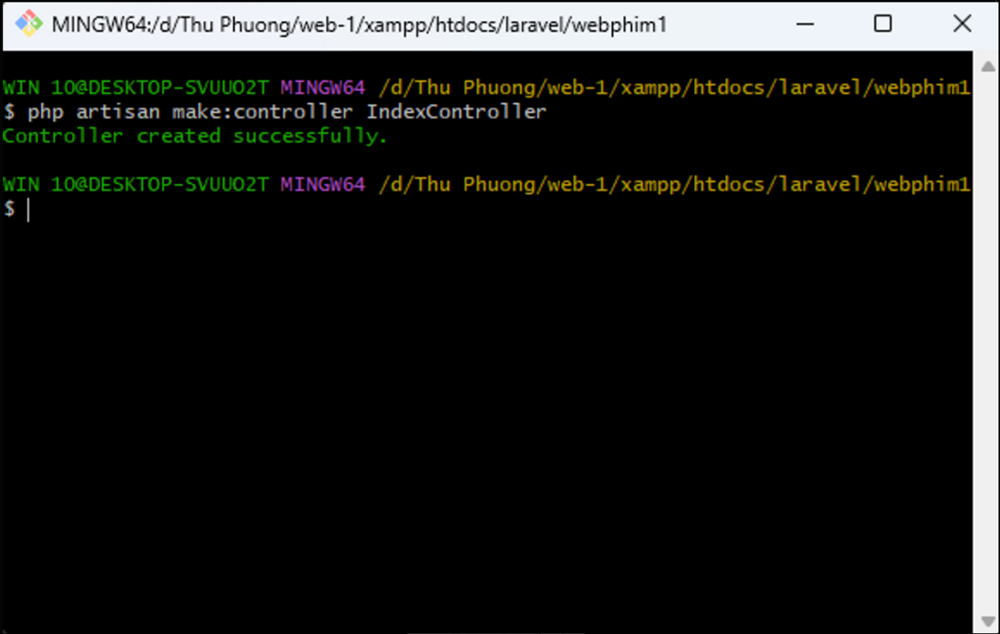 MINGW64:/d/Thu Phuong/web-1/xampp/htdocs/laravel/webphim1
WIN 10@DESKTOP-SVUUO2T MINGW64 /d/Thu Phuong/web-1/xampp/htdocs/laravel/webphim1
$ php artisan make:controller IndexController
Controller created successfully.
WIN 10@DESKTOP-SVUUO2T MINGW64 /d/Thu Phuong/web-1/xampp/htdocs/laravel/webphim1
$